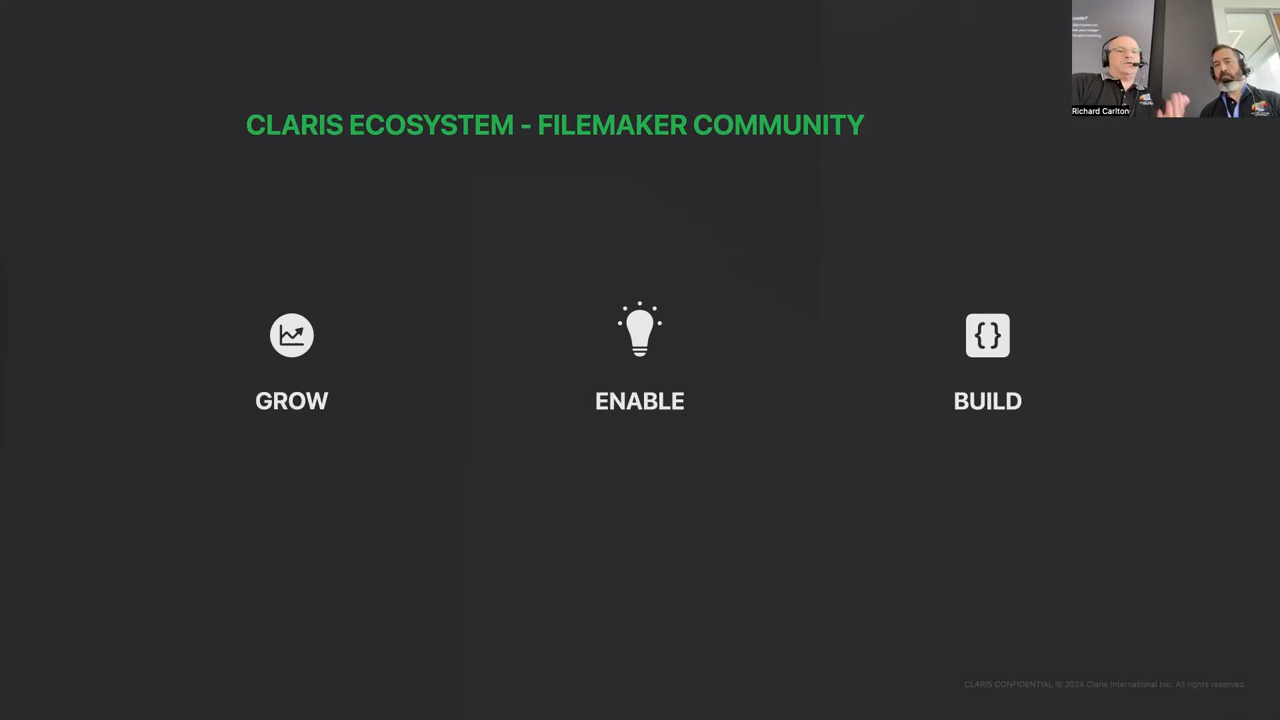 CLARIS ECOSYSTEM - FILEMAKER COMMUNITY
Richard Carlton
GROW
ENABLE
BUILD
CLARIS CONFIDENTIAL © 2024 Claris International Inc. All rights reserved